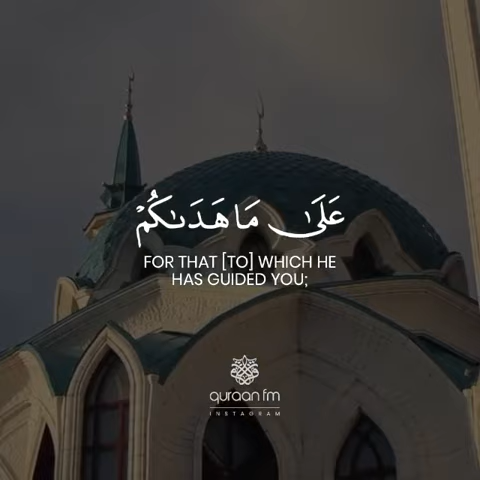 عَلَىٰ مَا هَدَىٰكُمْ
FOR THAT [TO] WHICH HE
HAS GUIDED YOU;
quraan fm
INSTAGRAM